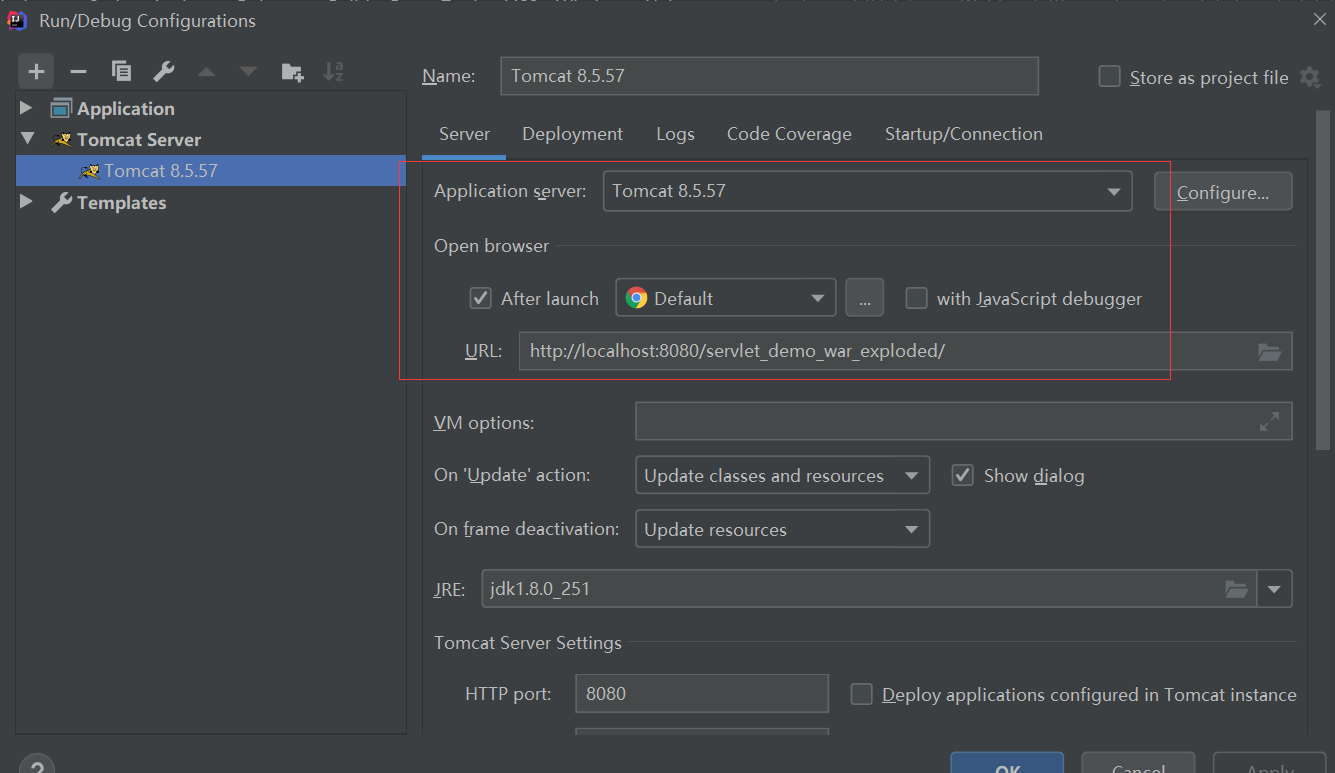 Run/Debug Configurations
Name: Tomcat 8.5.57 Store as project file
Application
Tomcat Server
Tomcat 8.5.57
Templates
Server Deployment Logs Code Coverage Startup/Connection
Application server: Tomcat 8.5.57 Configure...
Open browser
After launch Default ... with JavaScript debugger
URL: http://localhost:8080/servlet_demo_war_exploded/
VM options:
On 'Update' action: Update classes and resources Show dialog
On frame deactivation: Update resources
JRE: jdk1.8.0_251
Tomcat Server Settings
HTTP port: 8080 Deploy applications configured in Tomcat instance
? OK Cancel Apply